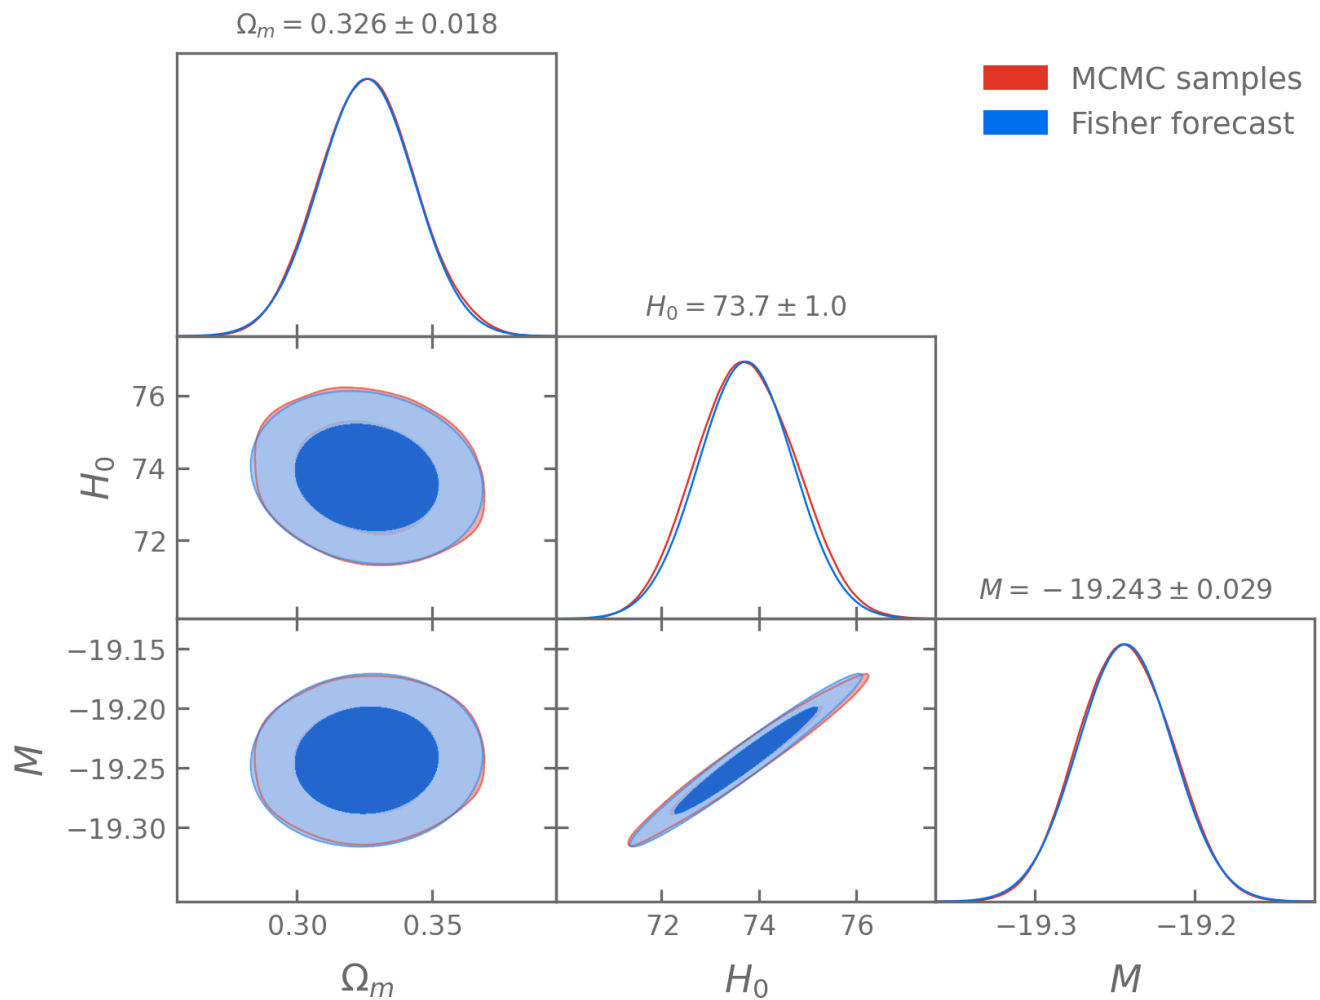 Ωm = 0.326 ± 0.018
MCMC samples
Fisher forecast
H0 = 73.7 ± 1.0
76
74
72
H0
M = −19.243 ± 0.029
−19.15
−19.20
−19.25
−19.30
M
0.30 0.35
72 74 76
−19.3 −19.2
Ωm
H0
M